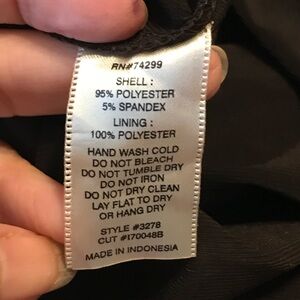 RN#74299
SHELL :
95% POLYESTER
5% SPANDEX
LINING :
100% POLYESTER
HAND WASH COLD
DO NOT BLEACH
DO NOT TUMBLE DRY
DO NOT IRON
DO NOT DRY CLEAN
LAY FLAT TO DRY
OR HANG DRY
STYLE #3278
CUT #170048B
MADE IN INDONESIA